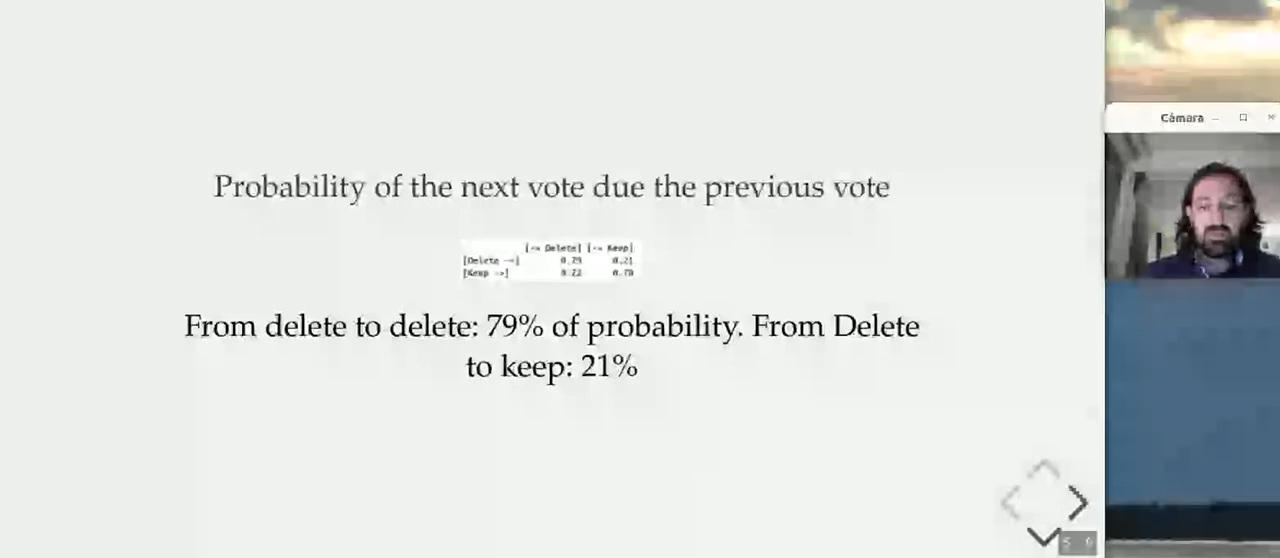 Cámara
Probability of the next vote due the previous vote
[-> Delete] [-> Keep]
[Delete ->] 0.79 0.21
[Keep ->] 0.22 0.78
From delete to delete: 79% of probability. From Delete
to keep: 21%